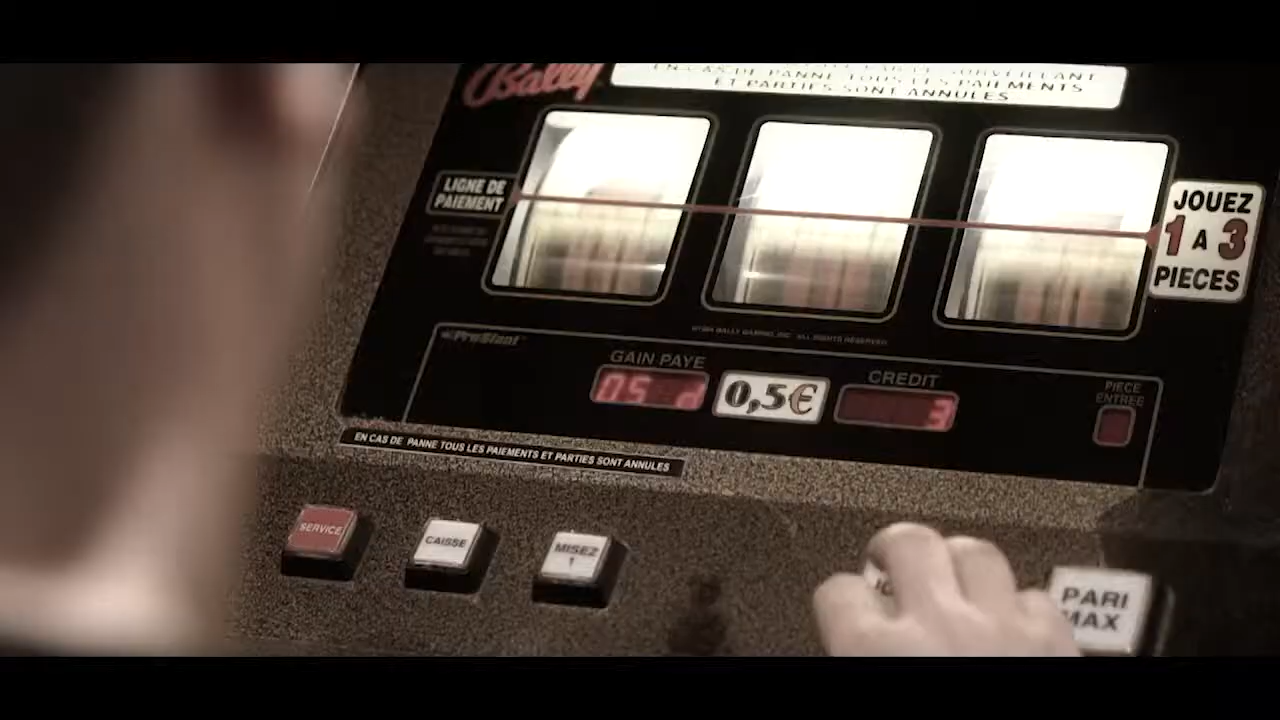 Bally
EN CAS DE PANNE TOUS LES PAIEMENTS
ET PARTIES SONT ANNULES
LIGNE DE
PAIEMENT
JOUEZ
1 A 3
PIECES
GAIN PAYE
0,5€
CREDIT
3
PIECE
ENTREE
EN CAS DE PANNE TOUS LES PAIEMENTS ET PARTIES SONT ANNULES
SERVICE
CAISSE
MISEZ
1
PARI
MAX